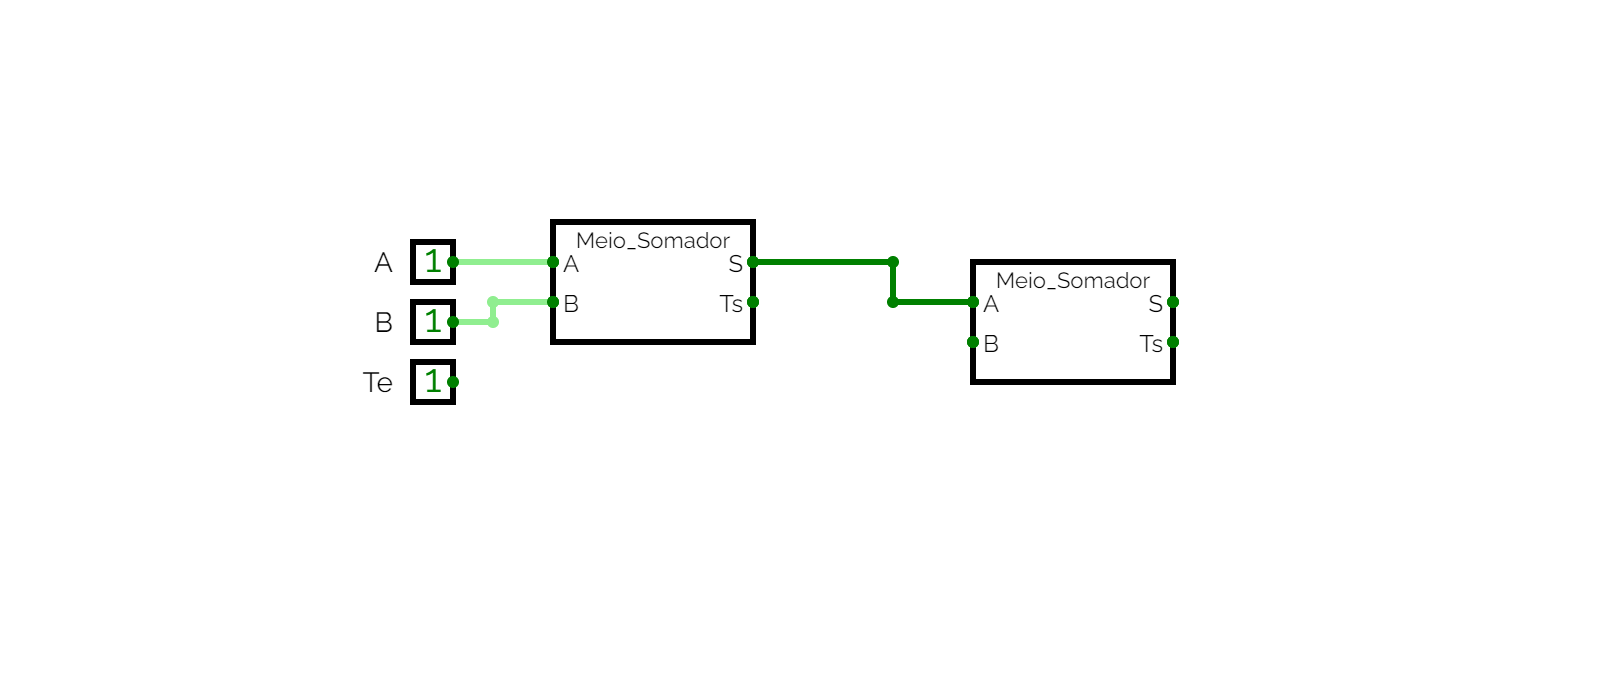 A 1
B 1
Te 1
Meio_Somador
A S
B Ts
Meio_Somador
A S
B Ts